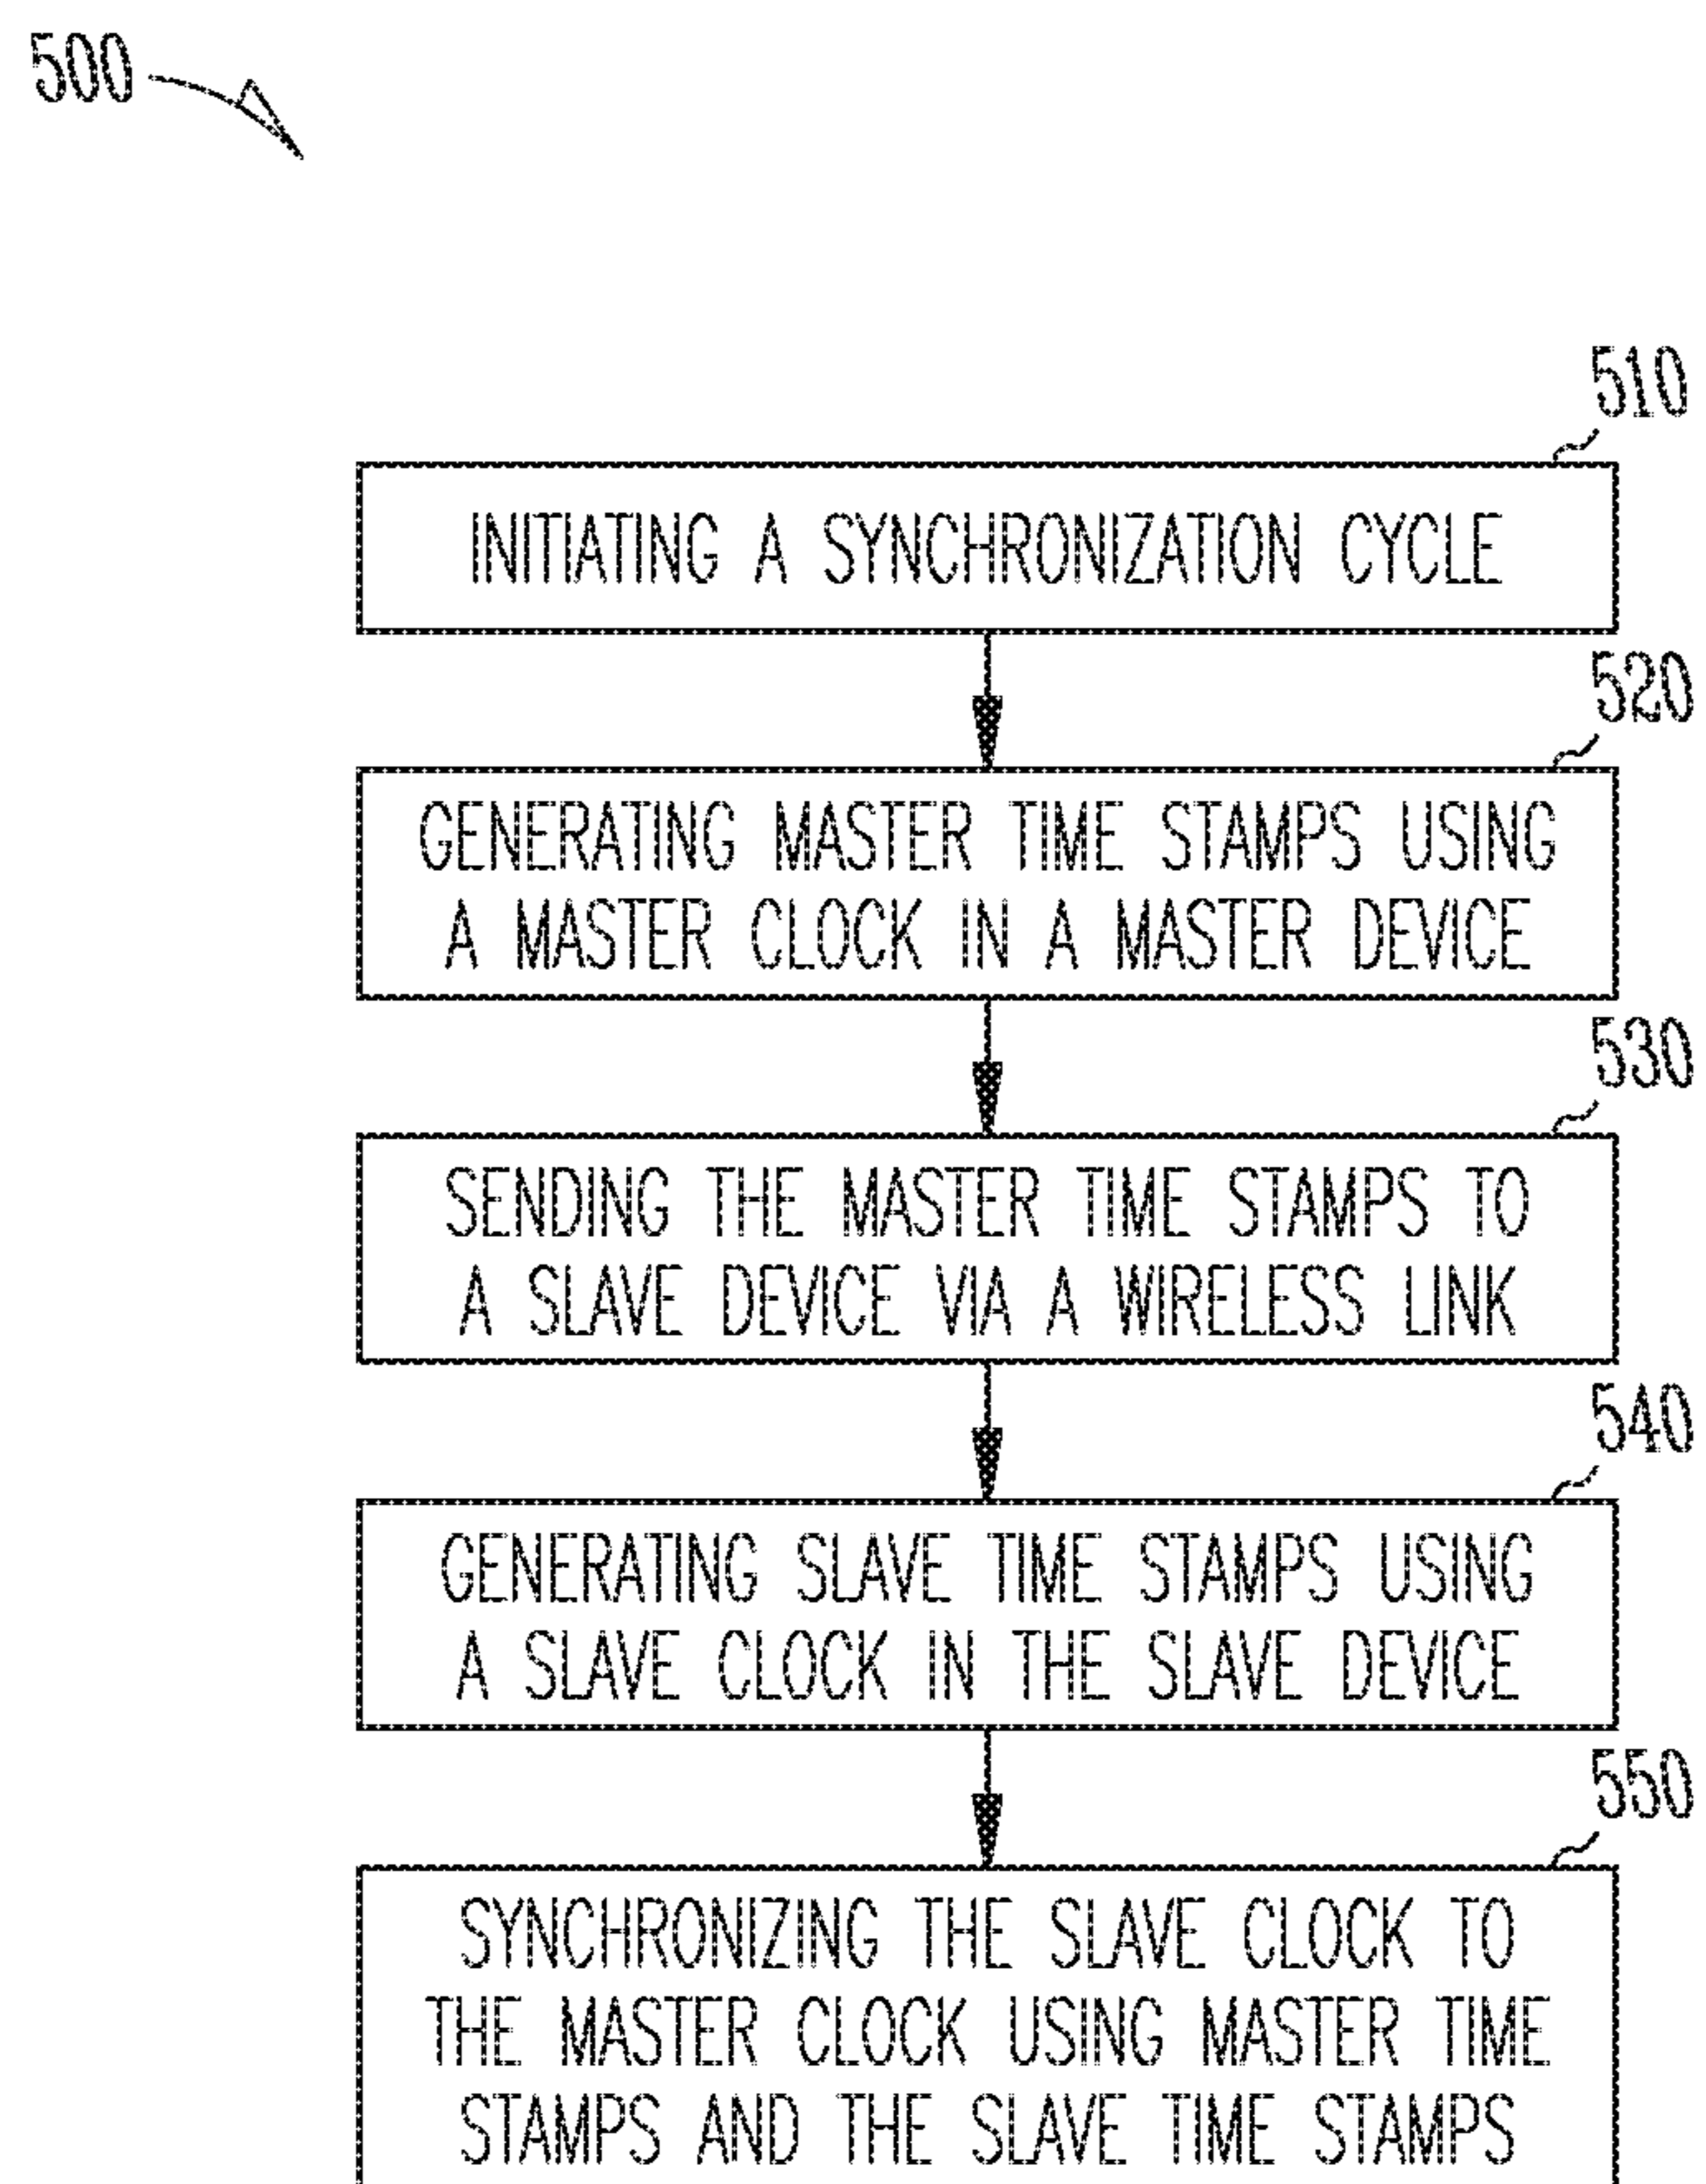 500
510
INITIATING A SYNCHRONIZATION CYCLE
520
GENERATING MASTER TIME STAMPS USING
A MASTER CLOCK IN A MASTER DEVICE
530
SENDING THE MASTER TIME STAMPS TO
A SLAVE DEVICE VIA A WIRELESS LINK
540
GENERATING SLAVE TIME STAMPS USING
A SLAVE CLOCK IN THE SLAVE DEVICE
550
SYNCHRONIZING THE SLAVE CLOCK TO
THE MASTER CLOCK USING MASTER TIME
STAMPS AND THE SLAVE TIME STAMPS